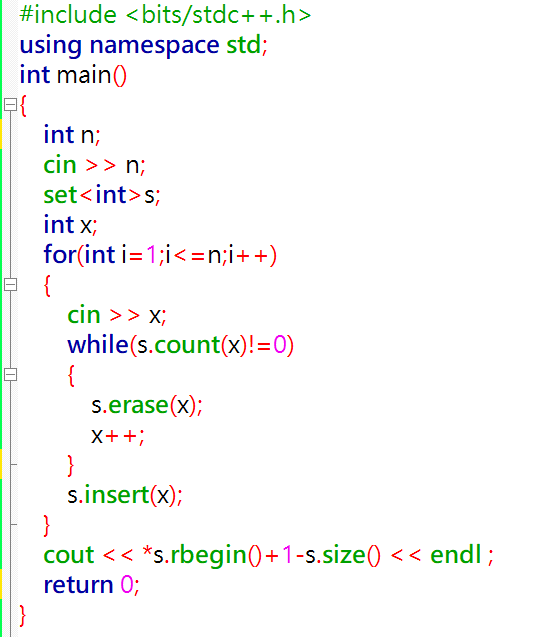 #include <bits/stdc++.h>
using namespace std;
int main()
{
int n;
cin >> n;
set<int>s;
int x;
for(int i=1;i<=n;i++)
{
cin >> x;
while(s.count(x)!=0)
{
s.erase(x);
x++;
}
s.insert(x);
}
cout << *s.rbegin()+1-s.size() << endl ;
return 0;
}